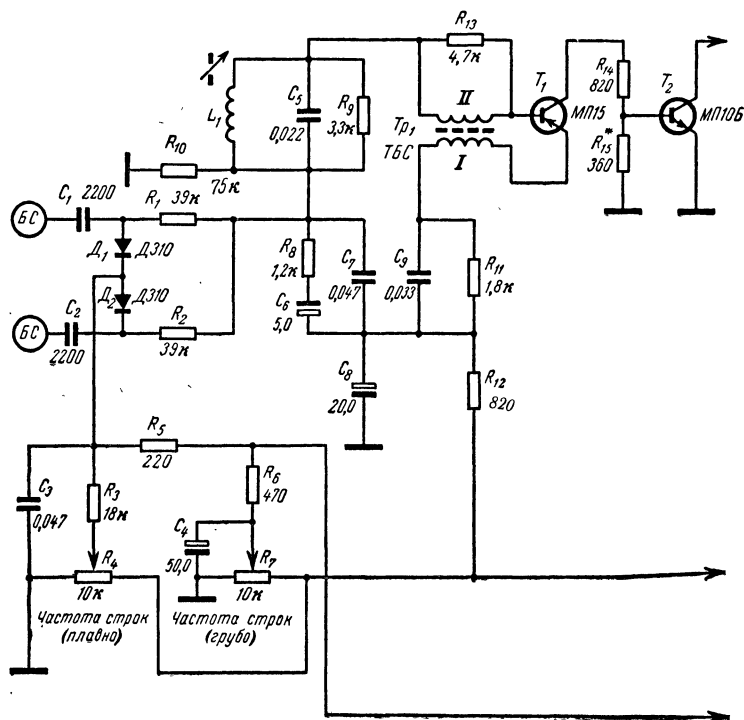 R13
4,7к
R14
820
T1
T2
C5
0,022
R9
3,3к
L1
II
МП15
МП106
Тр1
ТБС
I
R15*
360
R10
75к
C1 2200
R1
39к
БС
Д1 Д310
R8
1,2к
C7
0,047
C9
0,033
R11
1,8к
Д2 Д310
C6
5,0
БС
C2
2200
R2
39к
C8
20,0
R12
820
R5
220
C3
0,047
R3
18к
R6
470
C4
50,0
R4
10к
R7
10к
Частота строк
(плавно)
Частота строк
(грубо)